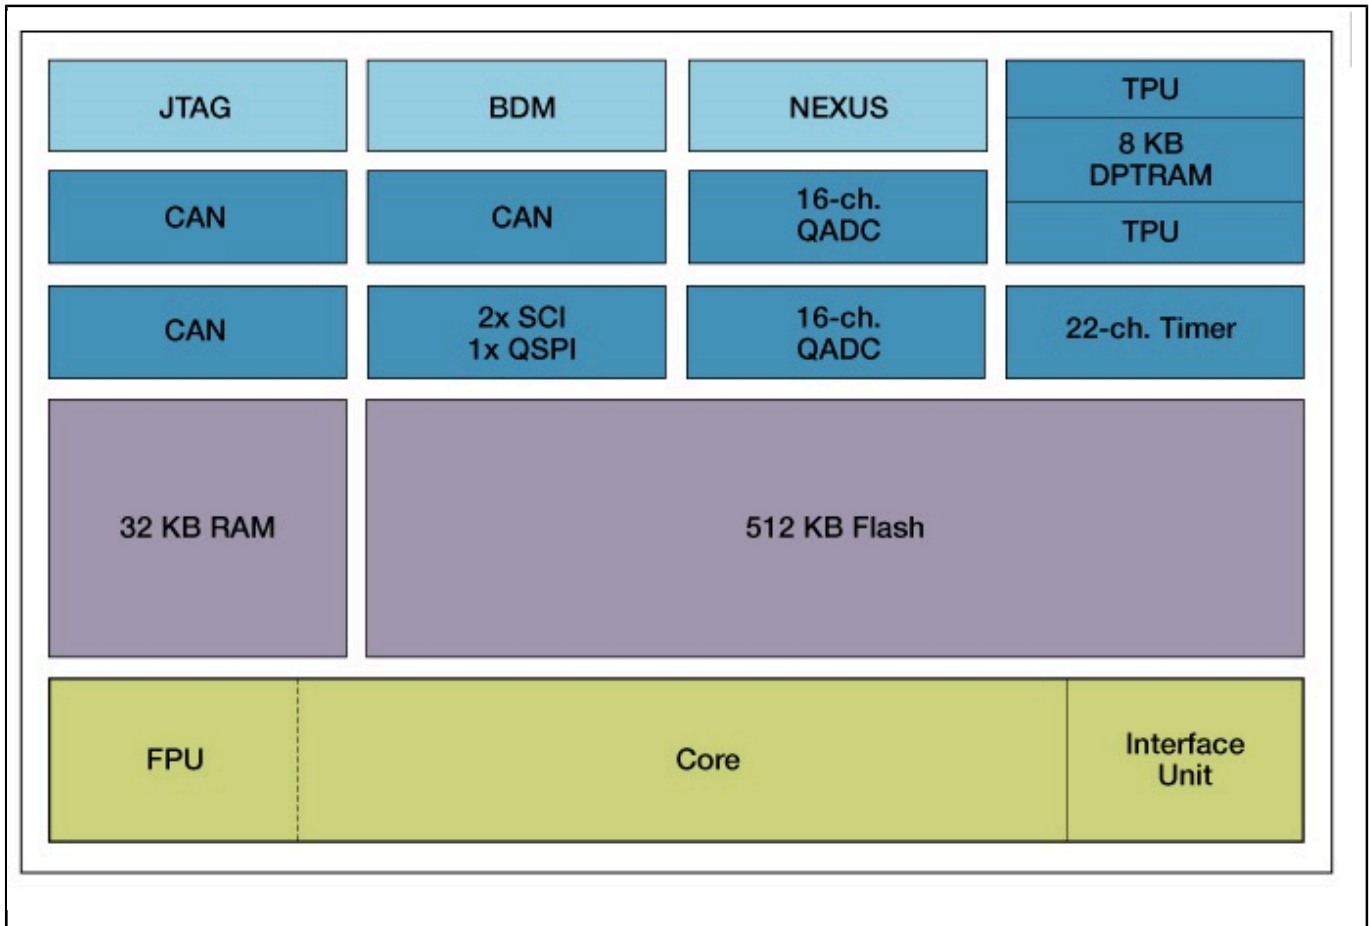 JTAG
BDM
NEXUS
TPU
8 KB
DPTRAM
TPU
CAN
CAN
16-ch.
QADC
CAN
2x SCI
1x QSPI
16-ch.
QADC
22-ch. Timer
32 KB RAM
512 KB Flash
FPU
Core
Interface
Unit